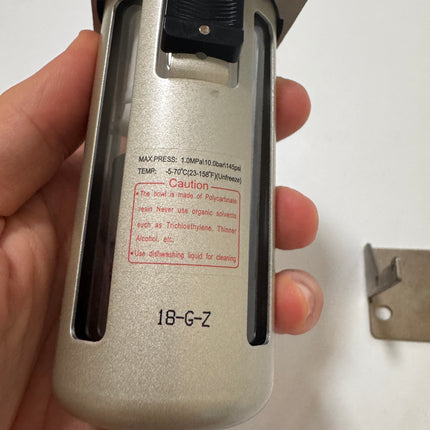 MAX.PRESS: 1.0MPa\10.0bar\145psi
TEMP: -5-70°C(23-158°F)(Unfreeze)
Caution
•The bowl is made of Polycarbinate
resin Never use organic solvents
such as Trichloethylene, Thinner
Alcohol, etc.
•Use dishwashing liquid for cleaning
18-G-Z